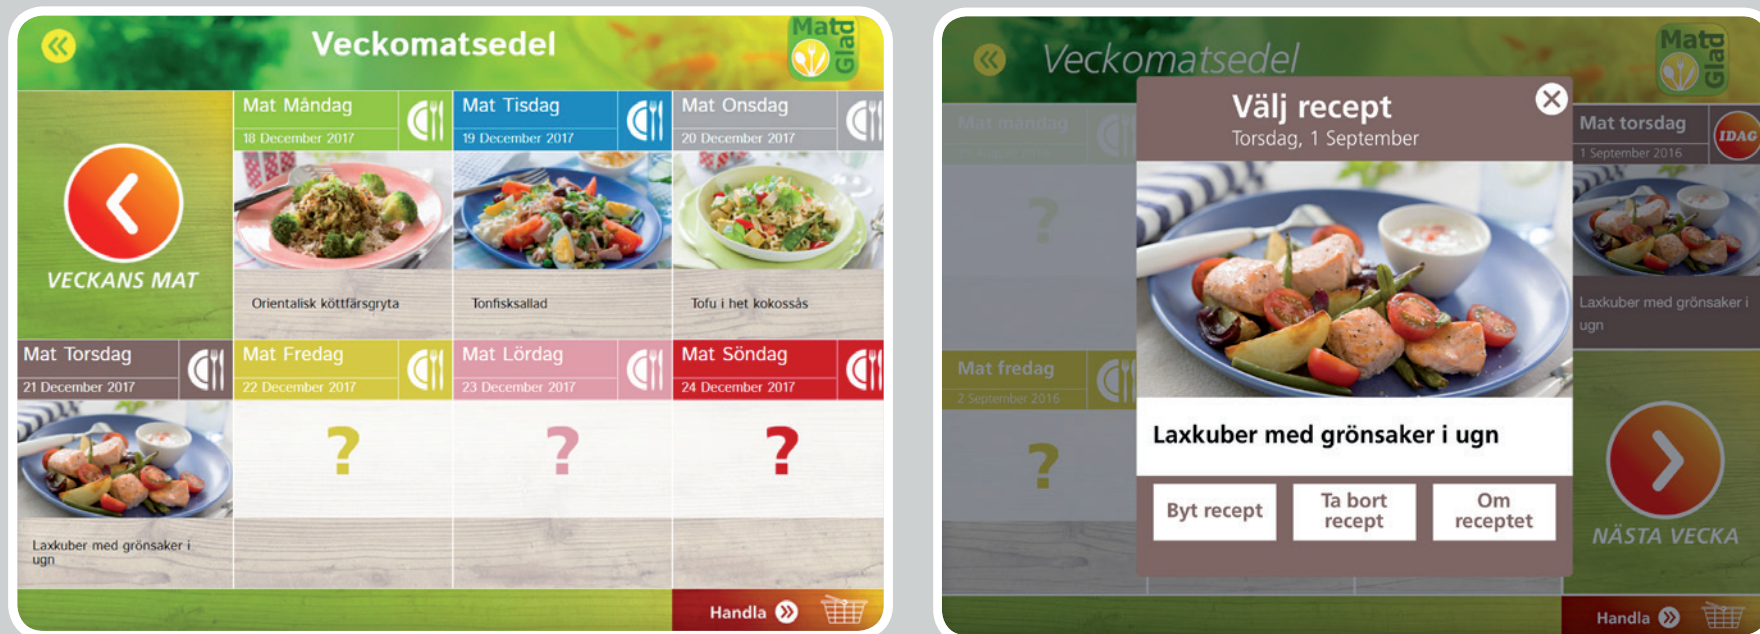 Veckomatsedel
Matd
Glad
Mat Måndag
18 December 2017
Mat Tisdag
19 December 2017
Mat Onsdag
20 December 2017
VECKANS MAT
Orientalisk köttfärsgryta
Tonfisksallad
Tofu i het kokossås
Mat Torsdag
21 December 2017
Mat Fredag
22 December 2017
Mat Lördag
23 December 2017
Mat Söndag
24 December 2017
?
?
?
Laxkuber med grönsaker i
ugn
Handla
Veckomatsedel
Matd
Glad
Mat måndag
?
Mat fredag
2 September 2016
?
Välj recept
Torsdag, 1 September
Laxkuber med grönsaker i ugn
Byt recept
Ta bort
recept
Om
receptet
Mat torsdag
1 September 2016
IDAG
Laxkuber med grönsaker i
ugn
NÄSTA VECKA
Handla